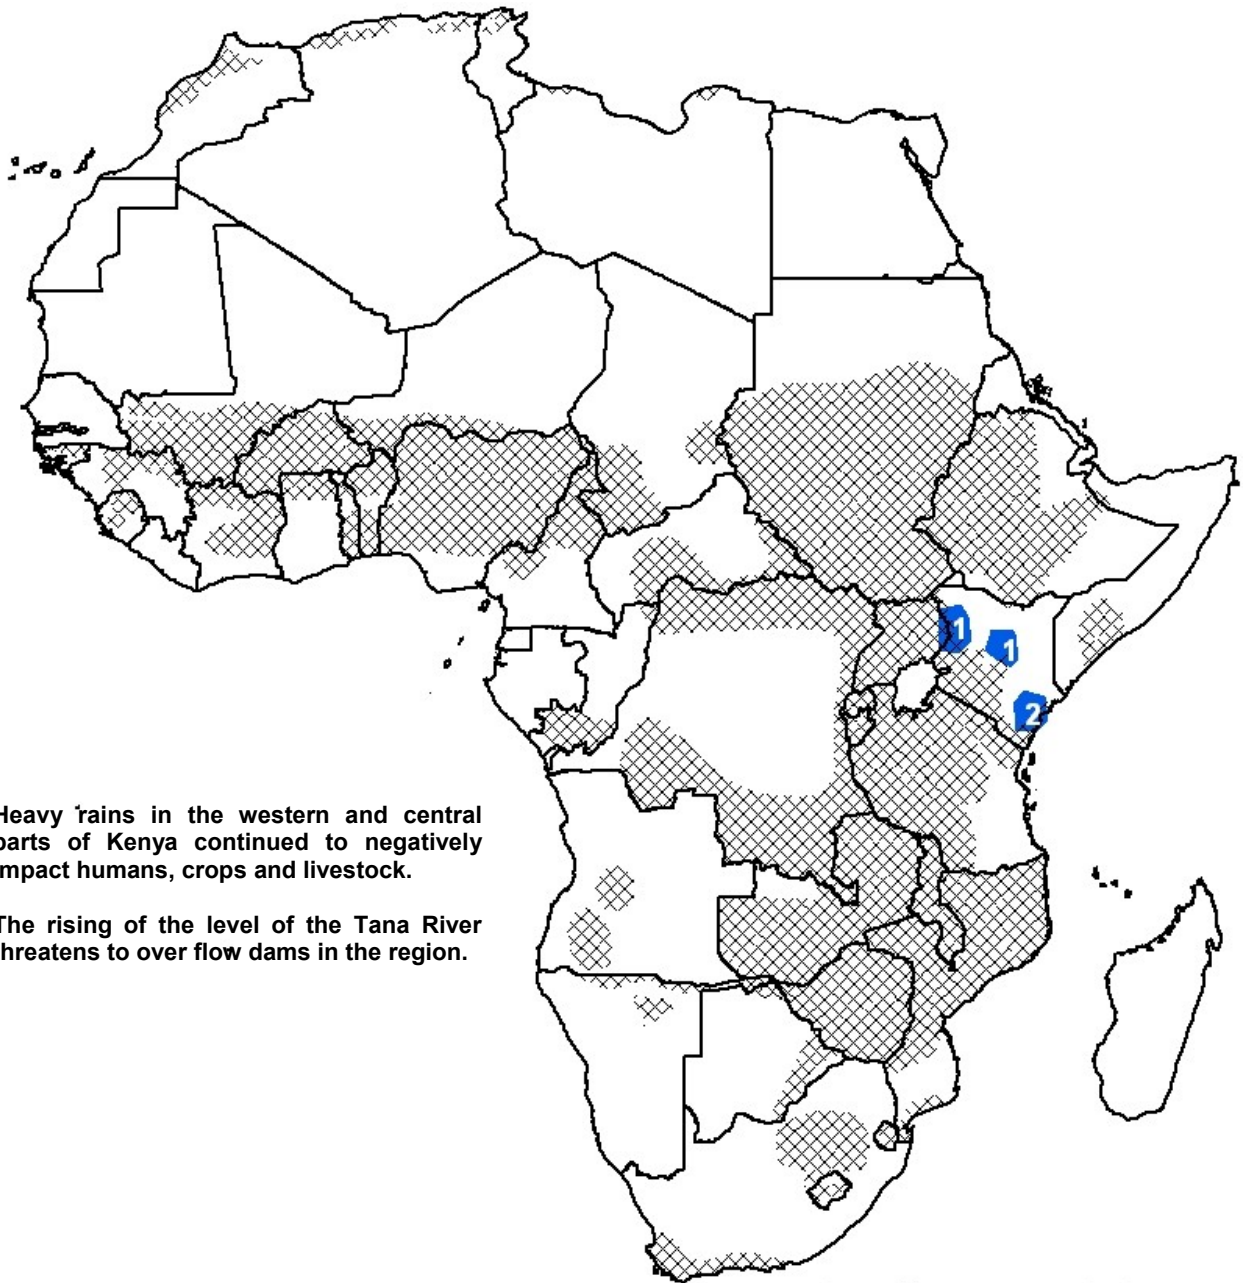 1
1
2
Heavy rains in the western and central
parts of Kenya continued to negatively
impact humans, crops and livestock.
The rising of the level of the Tana River
threatens to over flow dams in the region.